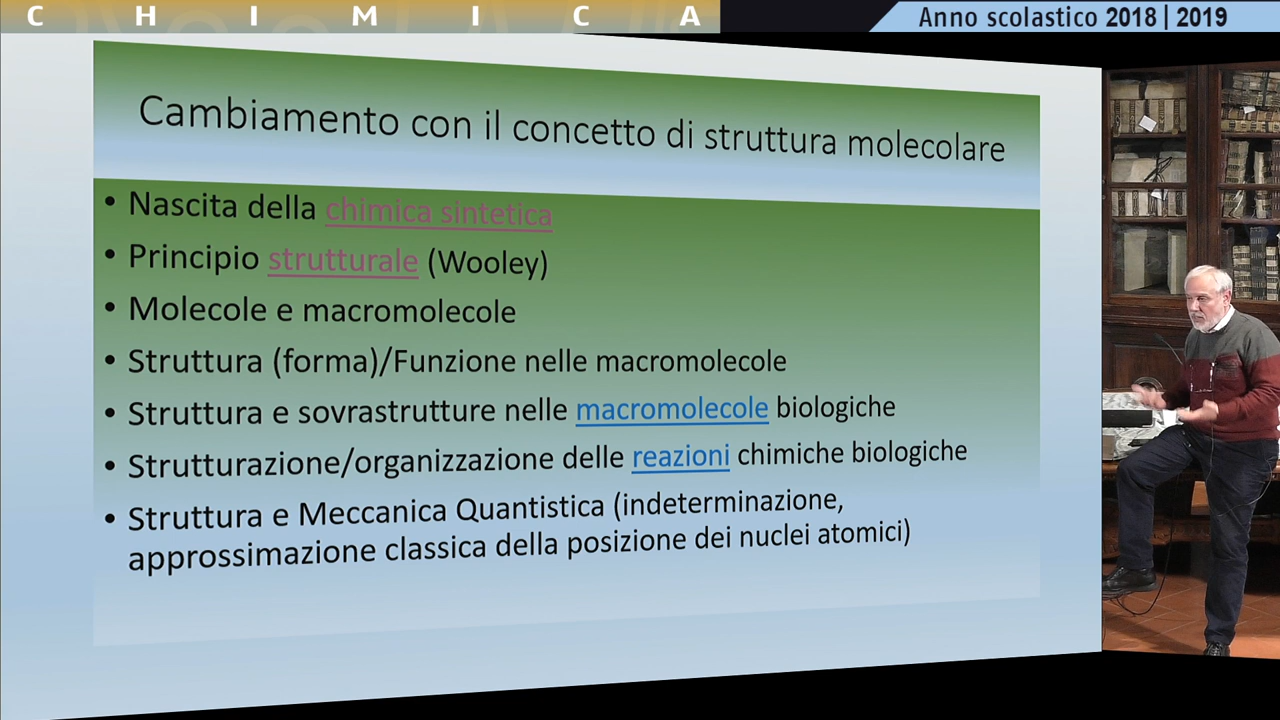 CHIMICA
Anno scolastico 2018 | 2019
Cambiamento con il concetto di struttura molecolare
• Nascita della chimica sintetica
• Principio strutturale (Wooley)
• Molecole e macromolecole
• Struttura (forma)/Funzione nelle macromolecole
• Struttura e sovrastrutture nelle macromolecole biologiche
• Strutturazione/organizzazione delle reazioni chimiche biologiche
• Struttura e Meccanica Quantistica (indeterminazione,
approssimazione classica della posizione dei nuclei atomici)